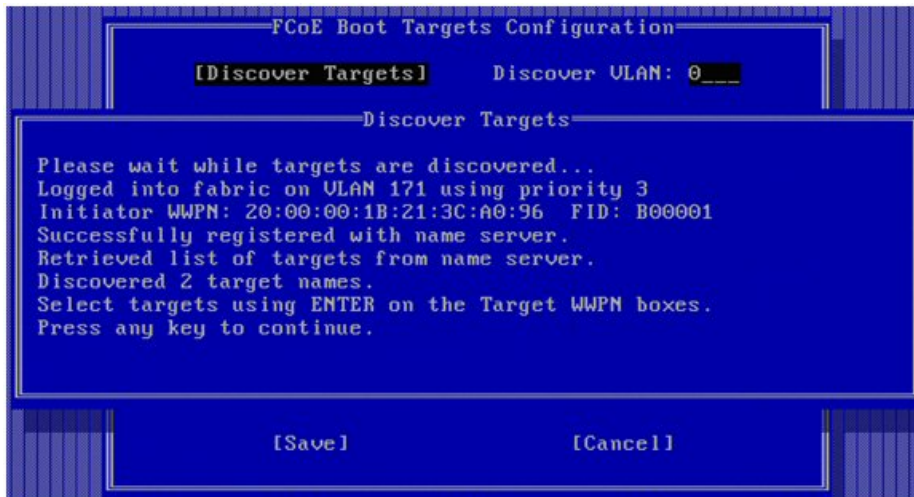 FCoE Boot Targets Configuration
[Discover Targets] Discover VLAN: 0___
Discover Targets
Please wait while targets are discovered...
Logged into fabric on VLAN 171 using priority 3
Initiator WWPN: 20:00:00:1B:21:3C:A0:96 FID: B00001
Successfully registered with name server.
Retrieved list of targets from name server.
Discovered 2 target names.
Select targets using ENTER on the Target WWPN boxes.
Press any key to continue.
[Save] [Cancel]